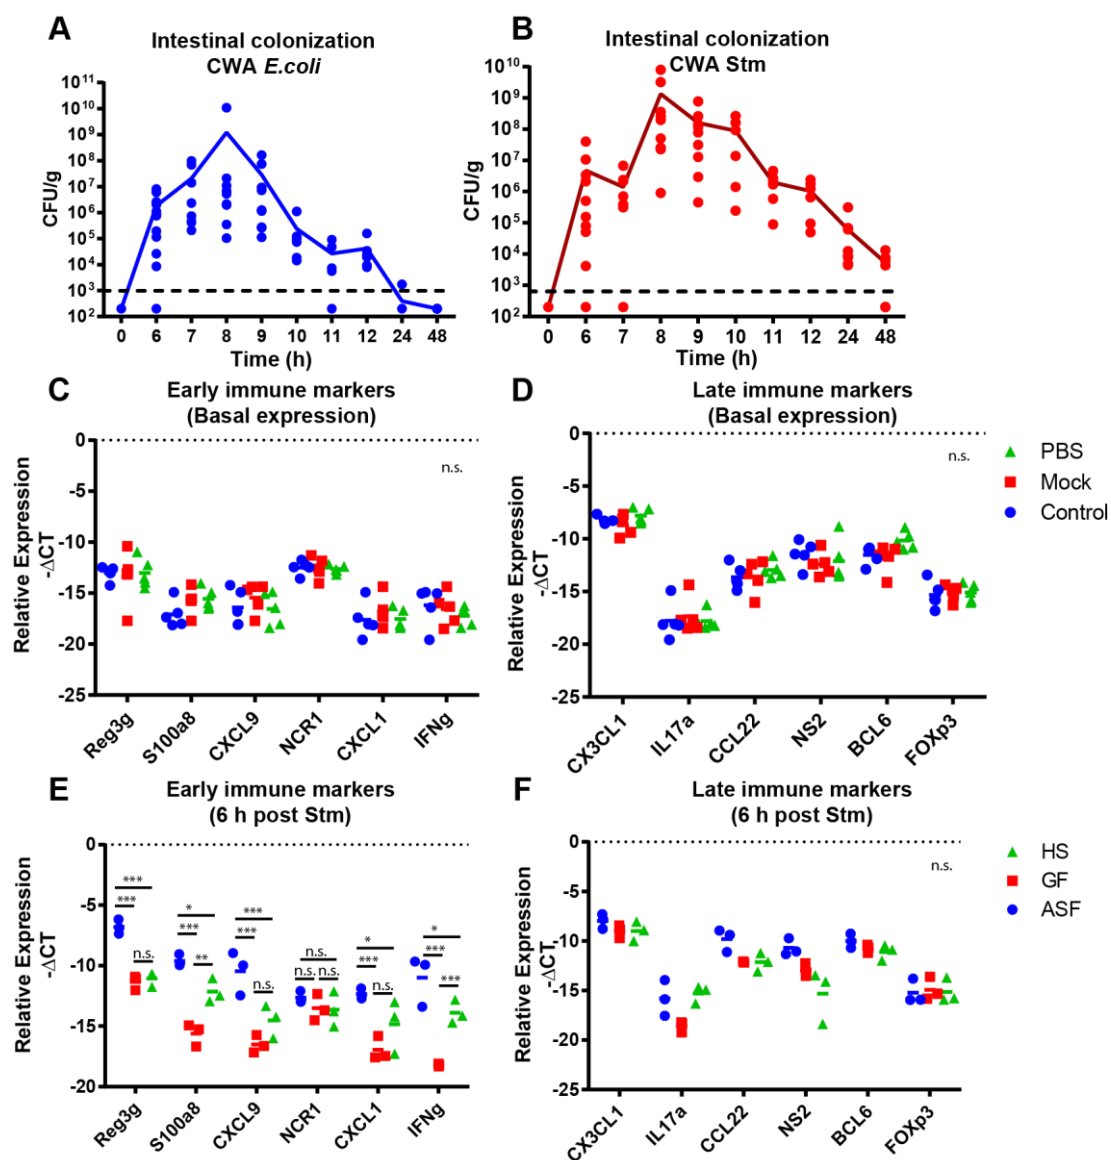 A
Intestinal colonization
CWA E.coli
CFU/g
10¹¹
10¹⁰
10⁹
10⁸
10⁷
10⁶
10⁵
10⁴
10³
10²
0 6 7 8 9 10 11 12 24 48
Time (h)
B
Intestinal colonization
CWA Stm
CFU/g
10¹⁰
10⁹
10⁸
10⁷
10⁶
10⁵
10⁴
10³
10²
0 6 7 8 9 10 11 12 24 48
Time (h)
C
Early immune markers
(Basal expression)
Relative Expression
-ΔCT
0
-5
-10
-15
-20
-25
n.s.
Reg3g S100a8 CXCL9 NCR1 CXCL1 IFNg
D
Late immune markers
(Basal expression)
Relative Expression
-ΔCT
0
-5
-10
-15
-20
-25
n.s.
CX3CL1 IL17a CCL22 NS2 BCL6 FOXp3
PBS
Mock
Control
E
Early immune markers
(6 h post Stm)
Relative Expression
-ΔCT
0
-5
-10
-15
-20
***
***
n.s.
*
***
**
***
***
n.s.
n.s.
n.s. n.s.
*
***
n.s.
*
***
***
Reg3g S100a8 CXCL9 NCR1 CXCL1 IFNg
F
Late immune markers
(6 h post Stm)
Relative Expression
-ΔCT
0
-5
-10
-15
-20
-25
n.s.
CX3CL1 IL17a CCL22 NS2 BCL6 FOXp3
HS
GF
ASF